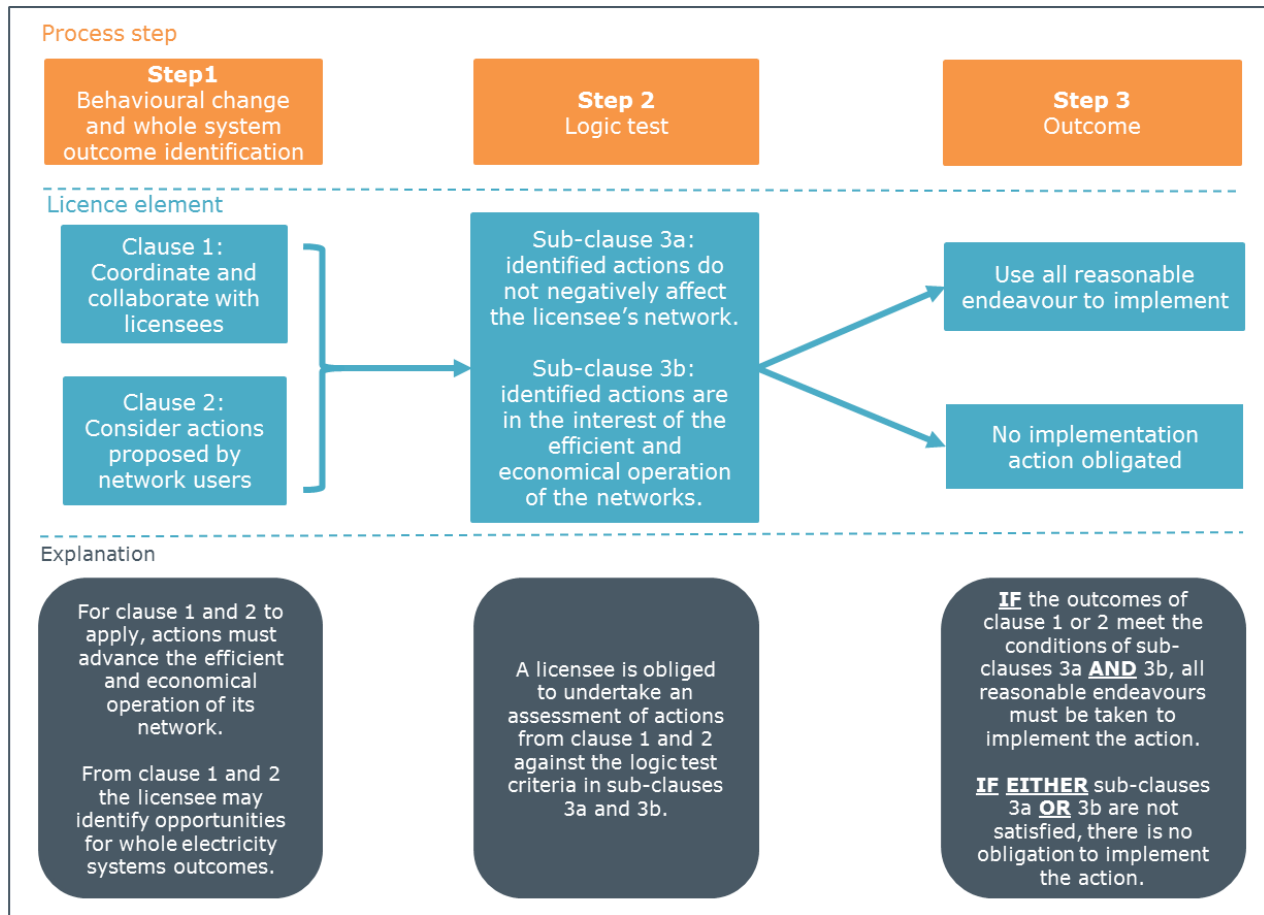 Process step
Step1
Behavioural change
and whole system
outcome identification
Step 2
Logic test
Step 3
Outcome
Licence element
Clause 1:
Coordinate and
collaborate with
licensees
Clause 2:
Consider actions
proposed by
network users
Sub-clause 3a:
identified actions do
not negatively affect
the licensee’s network.
Sub-clause 3b:
identified actions are
in the interest of the
efficient and
economical operation
of the networks.
Use all reasonable
endeavour to implement
No implementation
action obligated
Explanation
For clause 1 and 2 to
apply, actions must
advance the efficient
and economical
operation of its
network.
From clause 1 and 2
the licensee may
identify opportunities
for whole electricity
systems outcomes.
A licensee is obliged
to undertake an
assessment of actions
from clause 1 and 2
against the logic test
criteria in sub-clauses
3a and 3b.
IF the outcomes of
clause 1 or 2 meet the
conditions of sub-
clauses 3a AND 3b, all
reasonable endeavours
must be taken to
implement the action.
IF EITHER sub-clauses
3a OR 3b are not
satisfied, there is no
obligation to implement
the action.